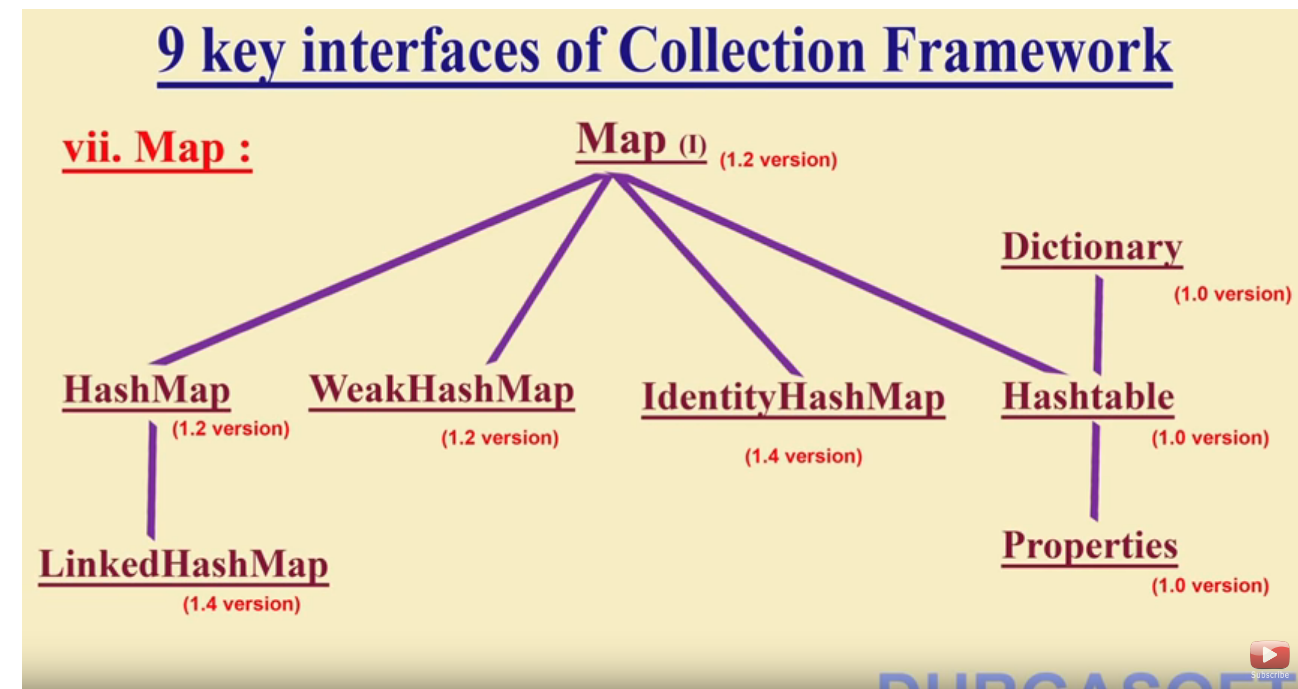 9 key interfaces of Collection Framework
vii. Map :
Map (I)
(1.2 version)
Dictionary
(1.0 version)
HashMap
(1.2 version)
WeakHashMap
(1.2 version)
IdentityHashMap
(1.4 version)
Hashtable
(1.0 version)
LinkedHashMap
(1.4 version)
Properties
(1.0 version)
Subscribe
DURGASOFT